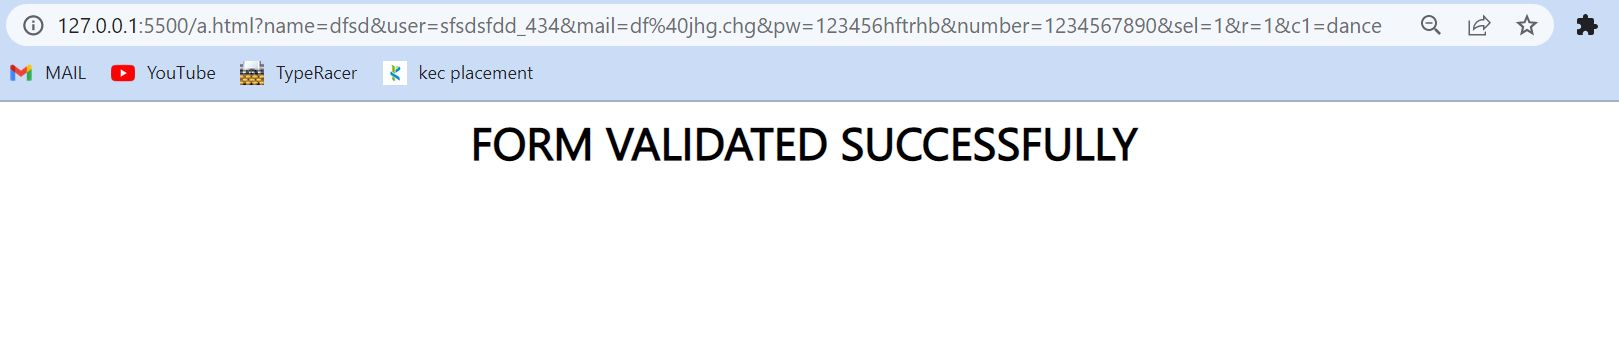 127.0.0.1:5500/a.html?name=dfsd&user=sfsdsfdd_434&mail=df%40jhg.chg&pw=123456hftrhb&number=1234567890&sel=1&r=1&c1=dance
MAIL YouTube TypeRacer kec placement
FORM VALIDATED SUCCESSFULLY